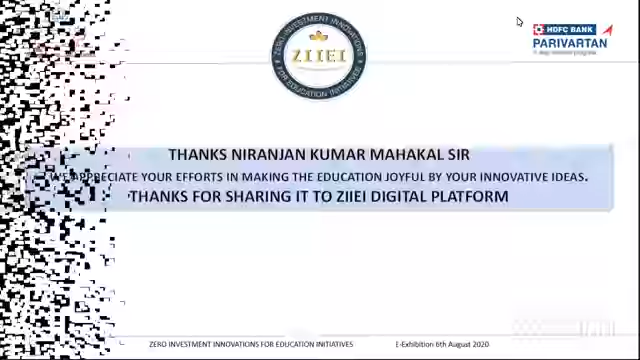 ZERO INVESTMENT INNOVATIONS
ZIIEI
FOR EDUCATION INITIATIVES
HDFC BANK
PARIVARTAN
THANKS NIRANJAN KUMAR MAHAKAL SIR
WE APPRECIATE YOUR EFFORTS IN MAKING THE EDUCATION JOYFUL BY YOUR INNOVATIVE IDEAS.
THANKS FOR SHARING IT TO ZIIEI DIGITAL PLATFORM
ZERO INVESTMENT INNOVATIONS FOR EDUCATION INITIATIVES
E-Exhibition 6th August 2020